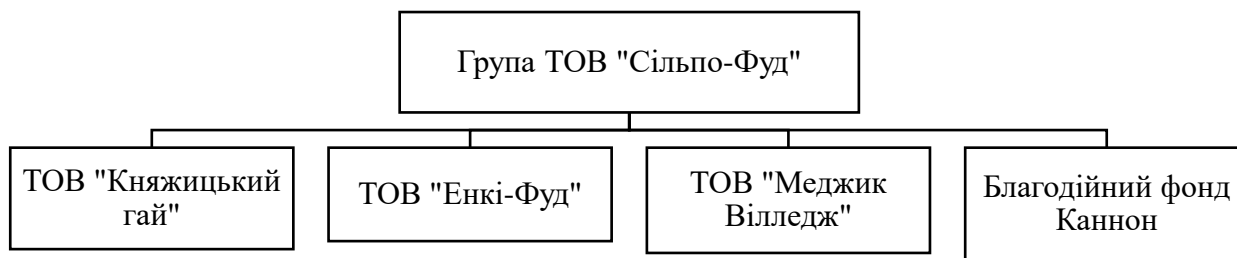 Група ТОВ "Сільпо-Фуд"
ТОВ "Княжицький
гай"
ТОВ "Енкі-Фуд"
ТОВ "Меджик
Вілледж"
Благодійний фонд
Каннон